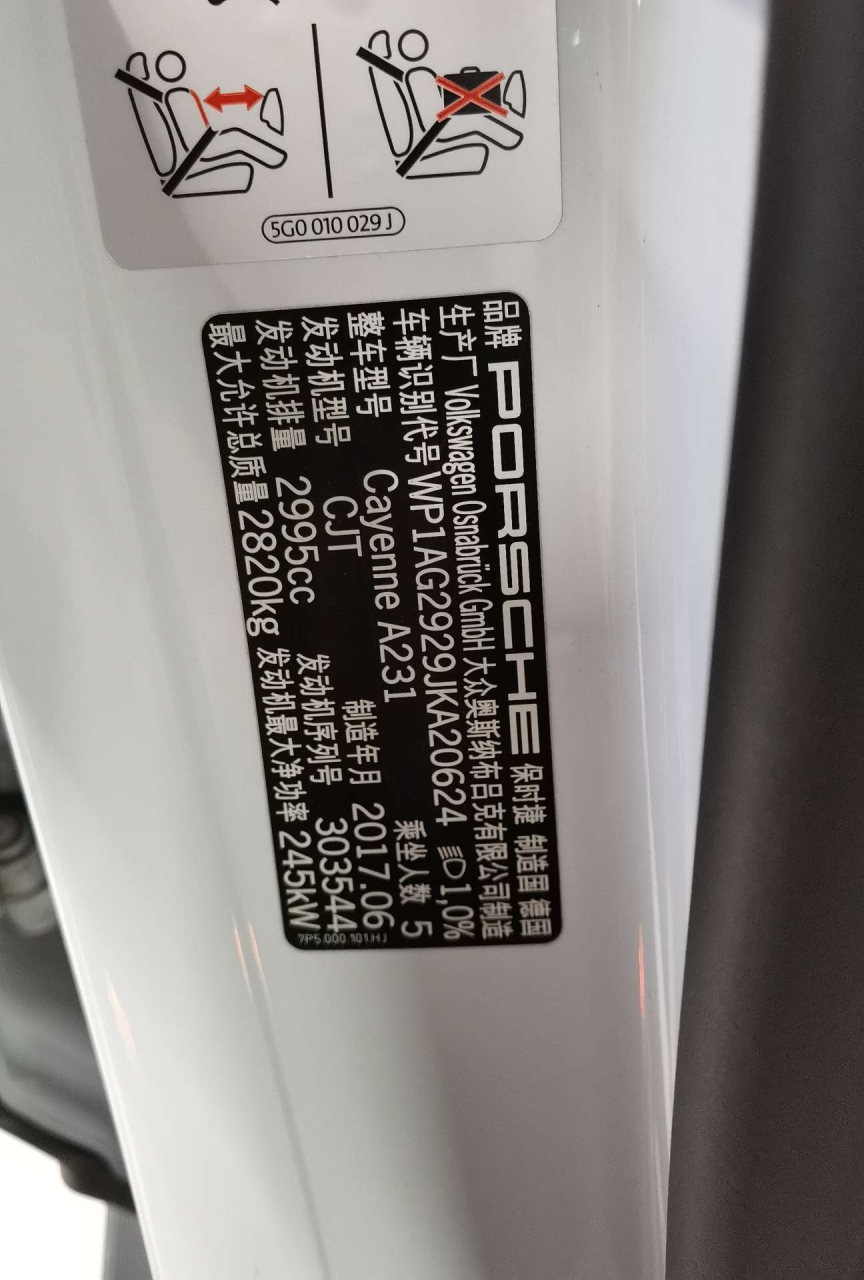 5G0 010 029 J
品牌 PORSCHE 保时捷 制造国 德国
生产厂 Volkswagen Osnabrück GmbH 大众奥斯纳布吕克有限公司制造
车辆识别代号 WP1AG2929JKA20624 1,0%
整车型号 Cayenne A231 乘坐人数 5
发动机型号 CJT 制造年月 2017.06
发动机排量 2995cc 发动机序列号 303544
最大允许总质量 2820kg 发动机最大净功率 245kW
7P5.000.101.HJ